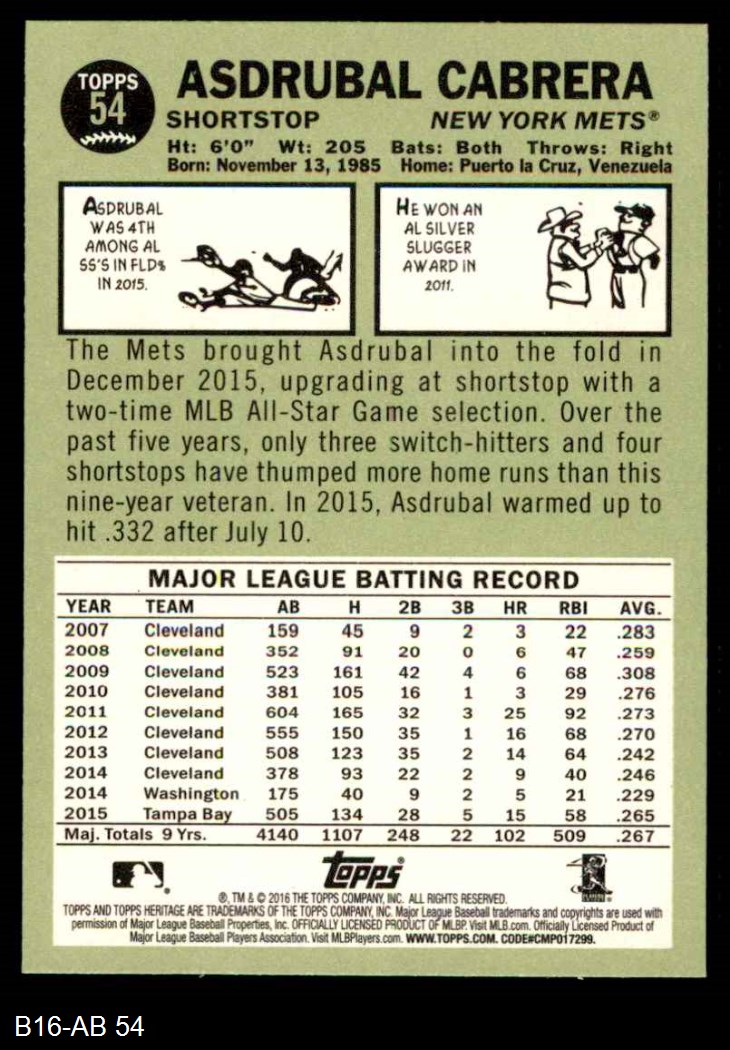 TOPPS
54
ASDRUBAL CABRERA
SHORTSTOP NEW YORK METS®
Ht: 6'0" Wt: 205 Bats: Both Throws: Right
Born: November 13, 1985 Home: Puerto la Cruz, Venezuela
ASDRUBAL
WAS 4TH
AMONG AL
SS'S IN FLD%
IN 2015.
HE WON AN
AL SILVER
SLUGGER
AWARD IN
2011.
The Mets brought Asdrubal into the fold in
December 2015, upgrading at shortstop with a
two-time MLB All-Star Game selection. Over the
past five years, only three switch-hitters and four
shortstops have thumped more home runs than this
nine-year veteran. In 2015, Asdrubal warmed up to
hit .332 after July 10.
MAJOR LEAGUE BATTING RECORD
YEAR TEAM AB H 2B 3B HR RBI AVG.
2007 Cleveland 159 45 9 2 3 22 .283
2008 Cleveland 352 91 20 0 6 47 .259
2009 Cleveland 523 161 42 4 6 68 .308
2010 Cleveland 381 105 16 1 3 29 .276
2011 Cleveland 604 165 32 3 25 92 .273
2012 Cleveland 555 150 35 1 16 68 .270
2013 Cleveland 508 123 35 2 14 64 .242
2014 Cleveland 378 93 22 2 9 40 .246
2014 Washington 175 40 9 2 5 21 .229
2015 Tampa Bay 505 134 28 5 15 58 .265
Maj. Totals 9 Yrs. 4140 1107 248 22 102 509 .267
topps®
®, TM & © 2016 THE TOPPS COMPANY, INC. ALL RIGHTS RESERVED.
TOPPS AND TOPPS HERITAGE ARE TRADEMARKS OF THE TOPPS COMPANY, INC. Major League Baseball trademarks and copyrights are used with
permission of Major League Baseball Properties, Inc. OFFICIALLY LICENSED PRODUCT OF MLBP. Visit MLB.com. Officially Licensed Product of
Major League Baseball Players Association. Visit MLBPlayers.com. WWW.TOPPS.COM. CODE#CMP017299.
B16-AB 54